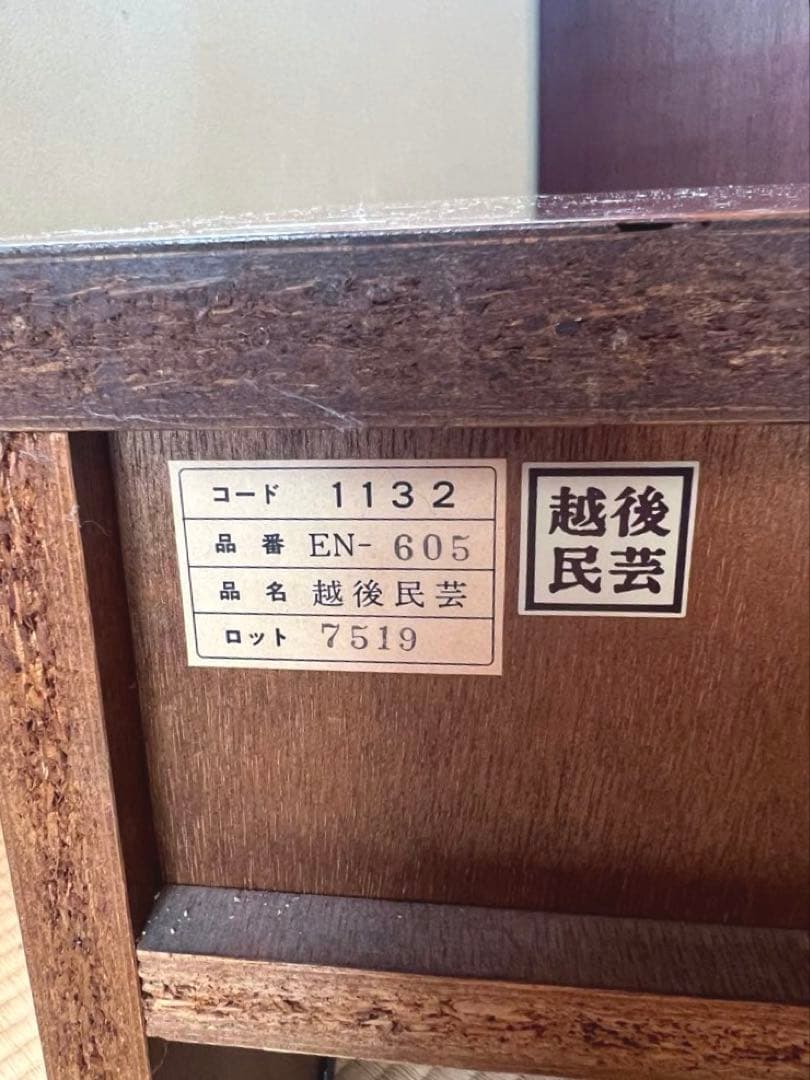 コード 1132
品番 EN- 605
品名 越後民芸
ロット 7519
越後
民芸